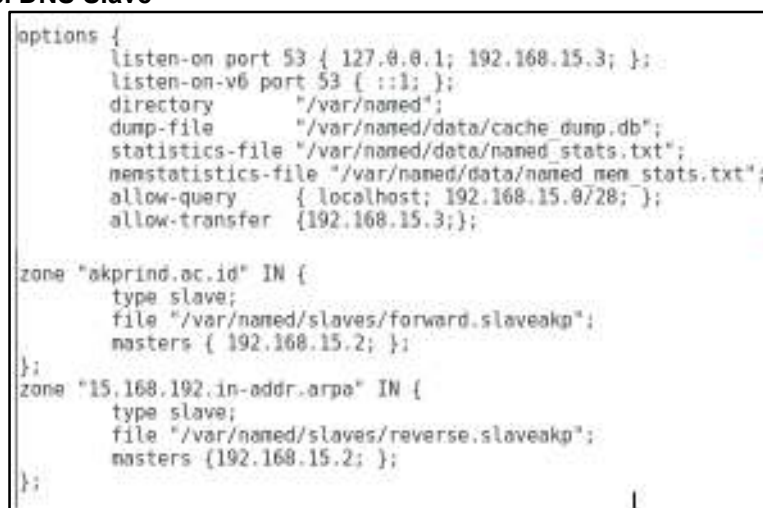 DNS Slave
options {
listen-on port 53 { 127.0.0.1; 192.168.15.3; };
listen-on-v6 port 53 { ::1; };
directory "/var/named";
dump-file "/var/named/data/cache_dump.db";
statistics-file "/var/named/data/named_stats.txt";
memstatistics-file "/var/named/data/named_mem_stats.txt";
allow-query { localhost; 192.168.15.0/28; };
allow-transfer {192.168.15.3;};
zone "akprind.ac.id" IN {
type slave;
file "/var/named/slaves/forward.slaveakp";
masters { 192.168.15.2; };
};
zone "15.168.192.in-addr.arpa" IN {
type slave;
file "/var/named/slaves/reverse.slaveakp";
masters {192.168.15.2; };
};